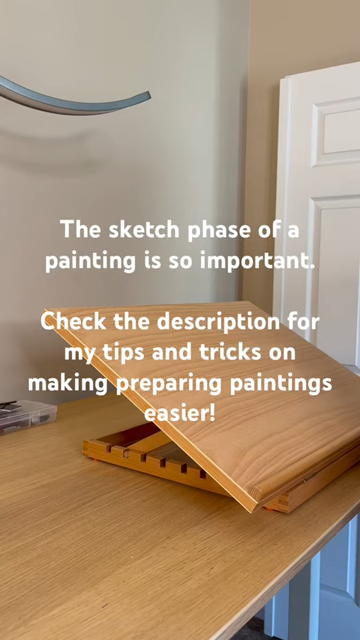 The sketch phase of a
painting is so important.
Check the description for
my tips and tricks on
making preparing paintings
easier!